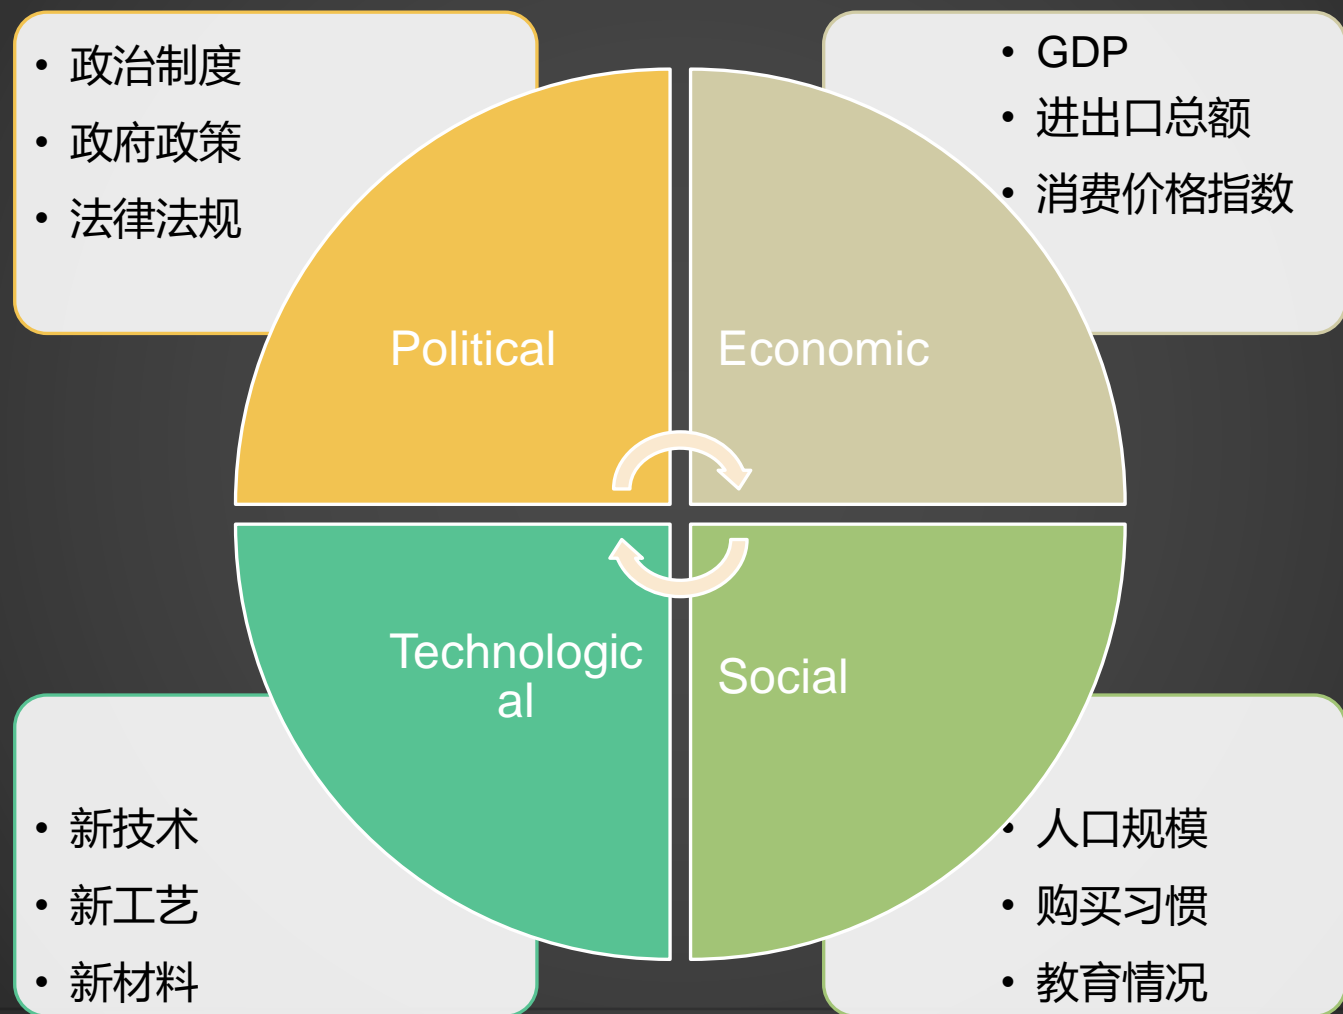 • 政治制度
• 政府政策
• 法律法规
• GDP
• 进出口总额
• 消费价格指数
Political
Economic
Technologic
al
Social
• 新技术
• 新工艺
• 新材料
• 人口规模
• 购买习惯
• 教育情况